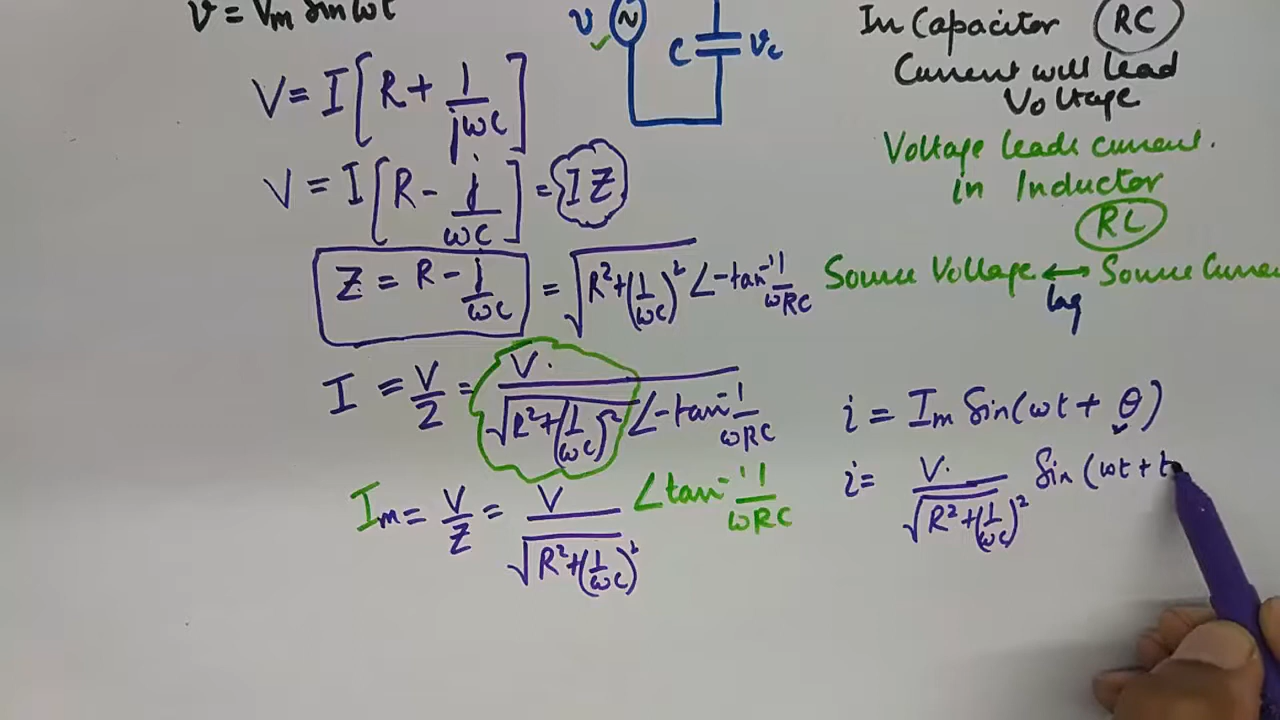 v = Vm Sin ωt
V = I[R + 1/jωC]
V = I[R - j/ωC] = IZ
Z = R - j/ωC = √R²+(1/ωC)² ∠-tan⁻¹ 1/ωRC
I = V/Z = V/√R²+(1/ωC)² ∠-tan⁻¹ 1/ωRC
Im = V/Z = V/√R²+(1/ωC)² ∠tan⁻¹ 1/ωRC
v
~
C
Vc
In Capacitor RC
Current will lead
Voltage
Voltage leads current.
in Inductor
RL
Source Voltage ⟷ Source Curren
lag
i = Im Sin(ωt + θ)
i = V/√R²+(1/ωC)² Sin (ωt + t